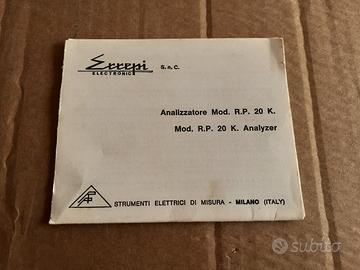 Errepi S.n.C.
ELECTRONIC
Analizzatore Mod. R.P. 20 K.
Mod. R.P. 20 K. Analyzer
STRUMENTI ELETTRICI DI MISURA - MILANO (ITALY)
subito